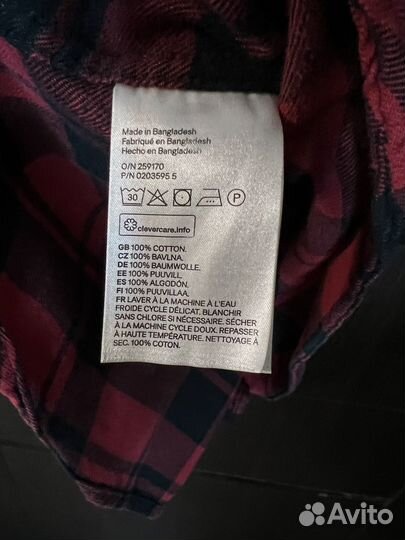 Made in Bangladesh
Fabriqué en Bangladesh
Hecho en Bangladesh
O/N 259170
P/N 0203595 5
30 P
clevercare.info
GB 100% COTTON.
CZ 100% BAVLNA.
DE 100% BAUMWOLLE.
EE 100% PUUVILL.
ES 100% ALGODÓN.
FI 100% PUUVILLAA.
FR LAVER À LA MACHINE À L'EAU
FROIDE CYCLE DÉLICAT. BLANCHIR
SANS CHLORE SI NÉCESSAIRE. SÉCHER
À LA MACHINE CYCLE DOUX. REPASSER
À HAUTE TEMPÉRATURE. NETTOYAGE À
SEC. 100% COTON.
Avito